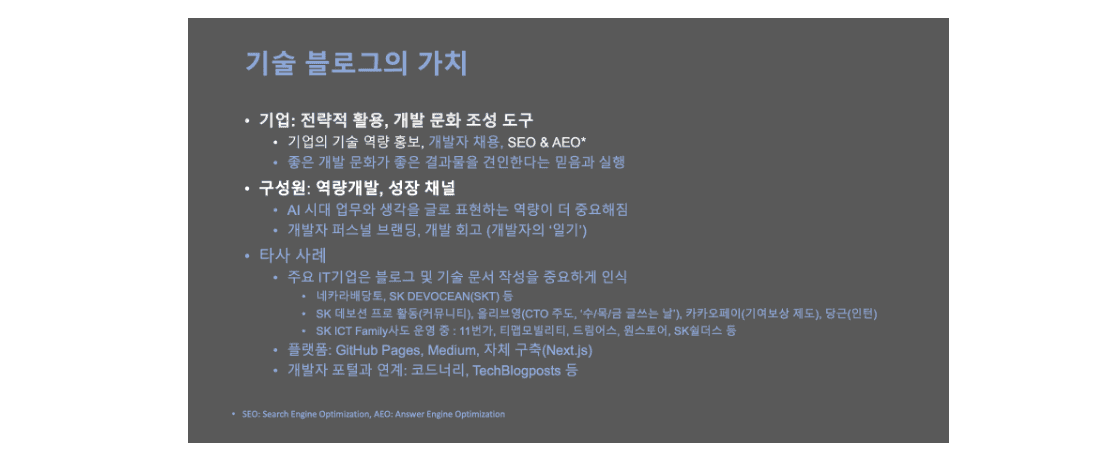 기술 블로그의 가치
• 기업: 전략적 활용, 개발 문화 조성 도구
• 기업의 기술 역량 홍보, 개발자 채용, SEO & AEO*
• 좋은 개발 문화가 좋은 결과물을 견인한다는 믿음과 실행
• 구성원: 역량개발, 성장 채널
• AI 시대 업무와 생각을 글로 표현하는 역량이 더 중요해짐
• 개발자 퍼스널 브랜딩, 개발 회고 (개발자의 ‘일기’)
• 타사 사례
• 주요 IT기업은 블로그 및 기술 문서 작성을 중요하게 인식
• 네카라배당토, SK DEVOCEAN(SKT) 등
• SK 데보션 프로 활동(커뮤니티), 올리브영(CTO 주도, ‘수/목/금 글쓰는 날’), 카카오페이(기여보상 제도), 당근(인턴)
• SK ICT Family사도 운영 중 : 11번가, 티맵모빌리티, 드림어스, 원스토어, SK쉴더스 등
• 플랫폼: GitHub Pages, Medium, 자체 구축(Next.js)
• 개발자 포털과 연계: 코드너리, TechBlogposts 등
• SEO: Search Engine Optimization, AEO: Answer Engine Optimization